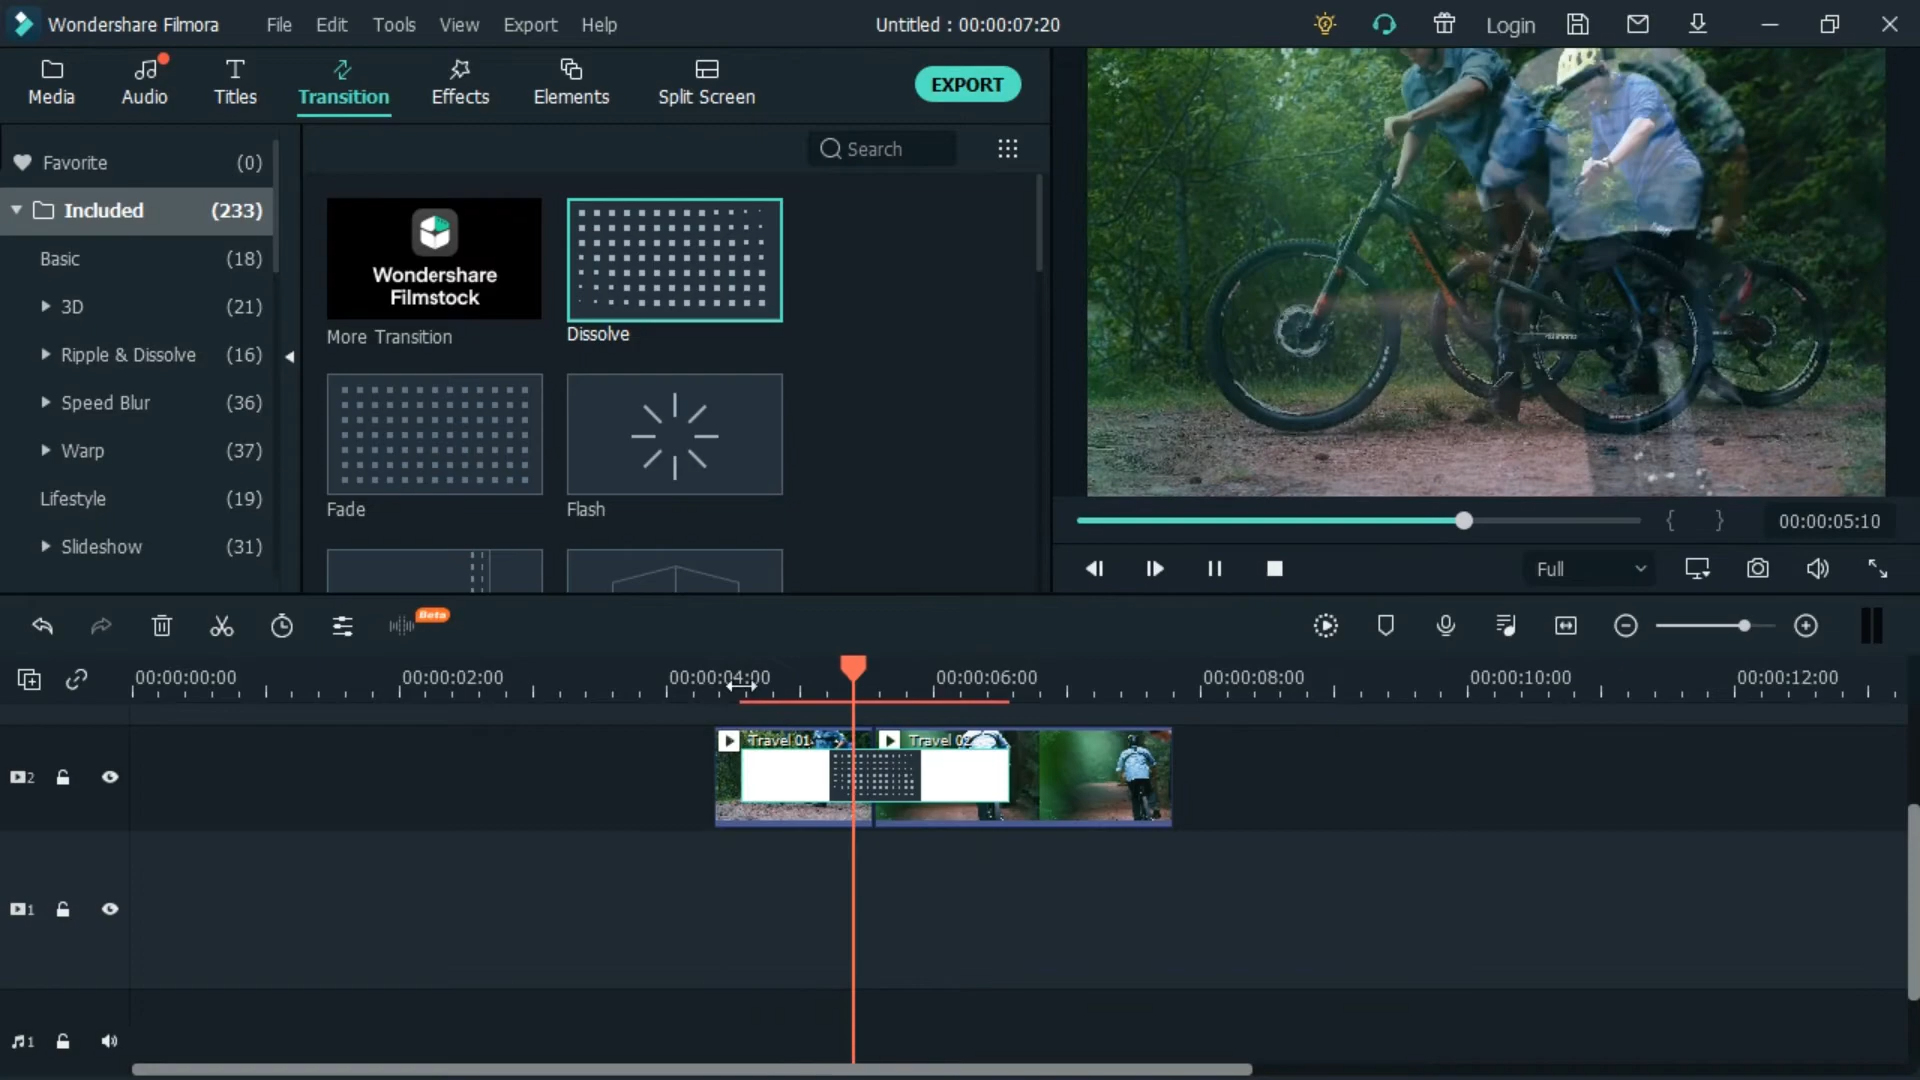 Wondershare Filmora File Edit Tools View Export Help Untitled : 00:00:07:20 Login
Media Audio Titles Transition Effects Elements Split Screen EXPORT
Favorite (0)
Search
Included (233)
Basic (18)
3D (21)
Ripple & Dissolve (16)
Speed Blur (36)
Warp (37)
Lifestyle (19)
Slideshow (31)
Wondershare
Filmstock
More Transition
Dissolve
Fade
Flash
00:00:05:10
Full
Beta
00:00:00:00 00:00:02:00 00:00:04:00 00:00:06:00 00:00:08:00 00:00:10:00 00:00:12:00
Travel 01
Travel 02
2
1
1